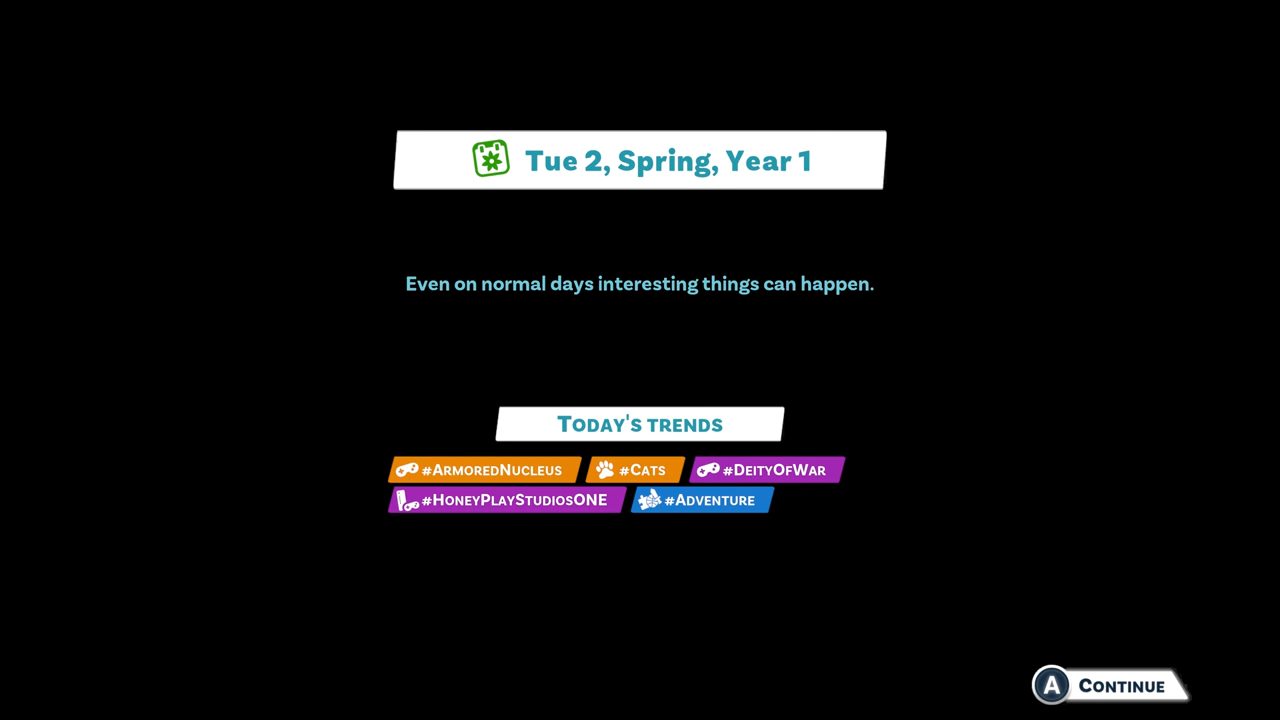 Tue 2, Spring, Year 1
Even on normal days interesting things can happen.
Today's trends
#ArmoredNucleus #Cats #DeityOfWar
#HoneyPlayStudiosONE #Adventure
A Continue